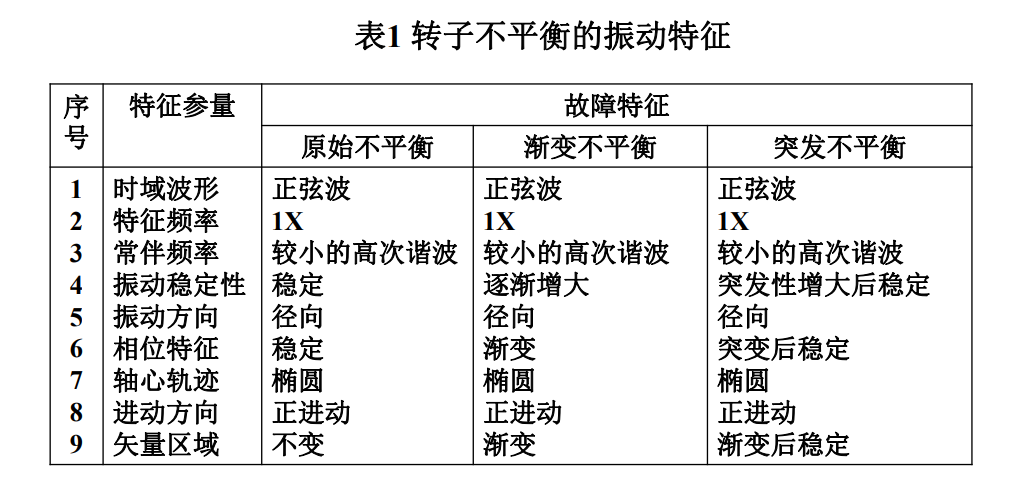 表1 转子不平衡的振动特征
序号 特征参量 故障特征
原始不平衡 渐变不平衡 突发不平衡
1 时域波形 正弦波 正弦波 正弦波
2 特征频率 1X 1X 1X
3 常伴频率 较小的高次谐波 较小的高次谐波 较小的高次谐波
4 振动稳定性 稳定 逐渐增大 突发性增大后稳定
5 振动方向 径向 径向 径向
6 相位特征 稳定 渐变 突变后稳定
7 轴心轨迹 椭圆 椭圆 椭圆
8 进动方向 正进动 正进动 正进动
9 矢量区域 不变 渐变 渐变后稳定